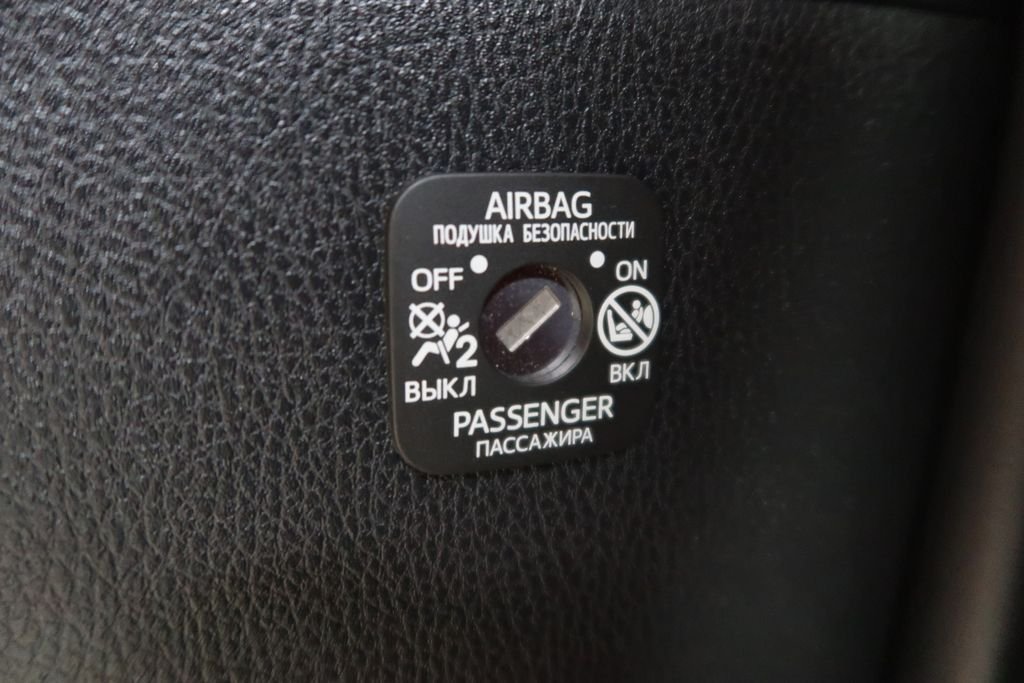 AIRBAG
ПОДУШКА БЕЗОПАСНОСТИ
OFF
ON
2
ВЫКЛ
ВКЛ
PASSENGER
ПАССАЖИРА